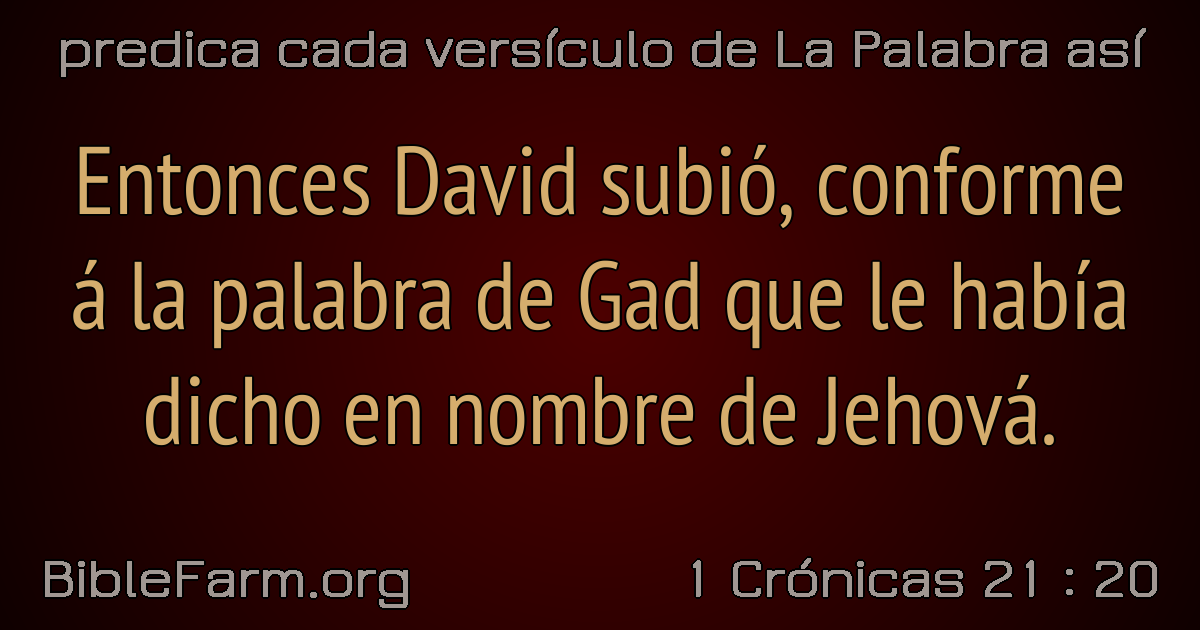 predica cada versículo de La Palabra así
Entonces David subió, conforme
á la palabra de Gad que le había
dicho en nombre de Jehová.
BibleFarm.org
1 Crónicas 21 : 20